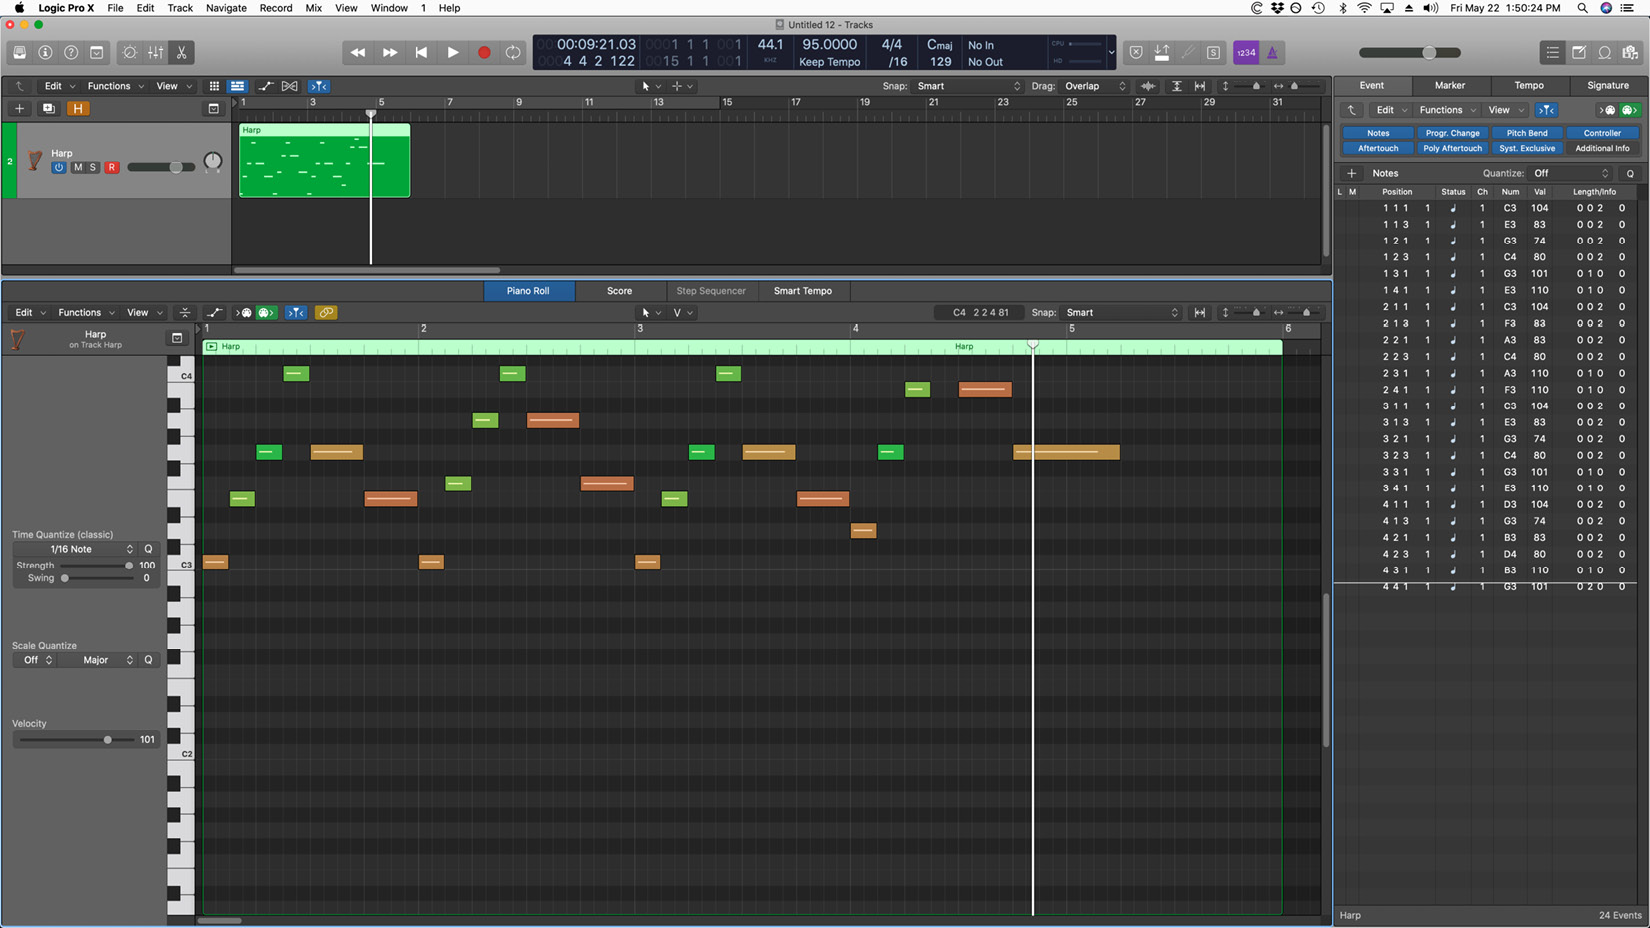 Logic Pro X File Edit Track Navigate Record Mix View Window 1 Help Fri May 22 1:50:24 PM
Untitled 12 - Tracks
00:09:21.03 0001 1 1 001 44.1 95.0000 4/4 Cmaj No In CPU
4 4 2 122 0015 1 1 001 KHZ Keep Tempo /16 129 No Out HD
1234
Edit Functions View Snap: Smart Drag: Overlap
Event Marker Tempo Signature
H 1 3 5 7 9 11 13 15 17 19 21 23 25 27 29 31
Edit Functions View
2 Harp
M S R
Harp
Notes Progr. Change Pitch Bend Controller
Aftertouch Poly Aftertouch Syst. Exclusive Additional Info
Notes Quantize: Off Q
L M Position Status Ch Num Val Length/Info
1 1 1 1 1 C3 104 0 0 2 0
1 1 3 1 1 E3 83 0 0 2 0
1 2 1 1 1 G3 74 0 0 2 0
1 2 3 1 1 C4 80 0 0 2 0
1 3 1 1 1 G3 101 0 1 0 0
1 4 1 1 1 E3 110 0 1 0 0
2 1 1 1 1 C3 104 0 0 2 0
2 1 3 1 1 F3 83 0 0 2 0
2 2 1 1 1 A3 83 0 0 2 0
2 2 3 1 1 C4 80 0 0 2 0
2 3 1 1 1 A3 110 0 1 0 0
2 4 1 1 1 F3 110 0 1 0 0
3 1 1 1 1 C3 104 0 0 2 0
3 1 3 1 1 E3 83 0 0 2 0
3 2 1 1 1 G3 74 0 0 2 0
3 2 3 1 1 C4 80 0 0 2 0
3 3 1 1 1 G3 101 0 1 0 0
3 4 1 1 1 E3 110 0 1 0 0
4 1 1 1 1 D3 104 0 0 2 0
4 1 3 1 1 G3 74 0 0 2 0
4 2 1 1 1 B3 83 0 0 2 0
4 2 3 1 1 D4 80 0 0 2 0
4 3 1 1 1 B3 110 0 1 0 0
4 4 1 1 1 G3 101 0 2 0 0
Harp 24 Events
Piano Roll Score Step Sequencer Smart Tempo
Edit Functions View C4 2 2 4 81 Snap: Smart
Harp
on Track Harp
1 2 3 4 5 6
Harp Harp
C4
C3
C2
Time Quantize (classic)
1/16 Note Q
Strength 100
Swing 0
Scale Quantize
Off Major Q
Velocity
101